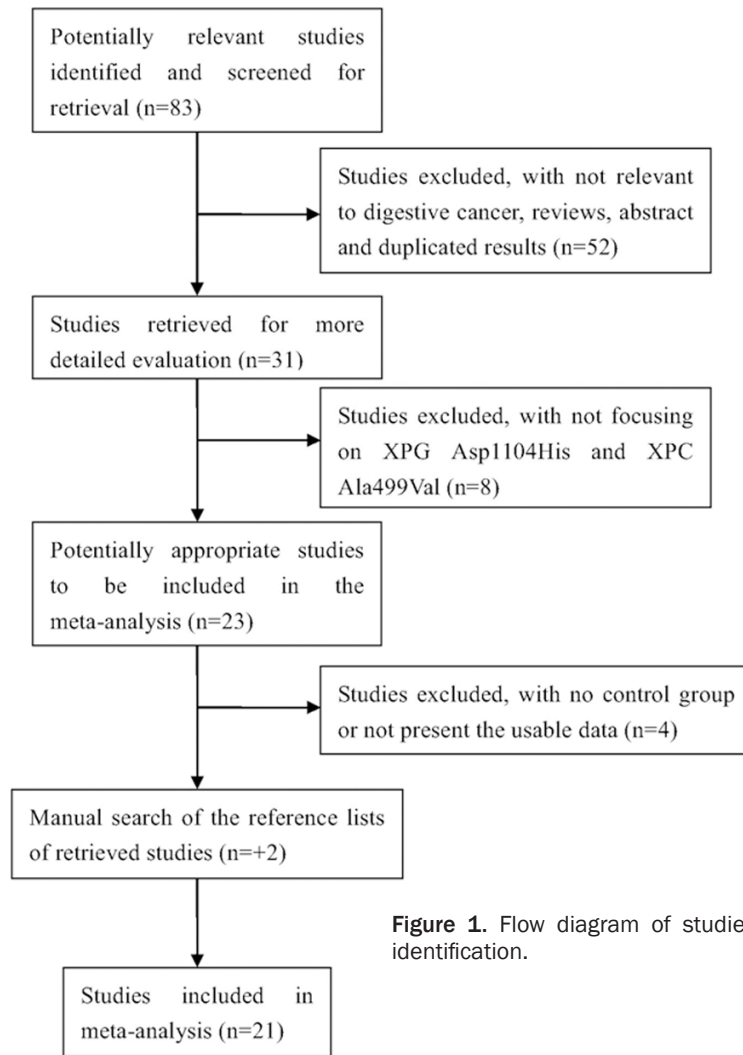 Potentially relevant studies
identified and screened for
retrieval (n=83)
Studies excluded, with not relevant
to digestive cancer, reviews, abstract
and duplicated results (n=52)
Studies retrieved for more
detailed evaluation (n=31)
Studies excluded, with not focusing
on XPG Asp1104His and XPC
Ala499Val (n=8)
Potentially appropriate studies
to be included in the
meta-analysis (n=23)
Studies excluded, with no control group
or not present the usable data (n=4)
Manual search of the reference lists
of retrieved studies (n=+2)
Figure 1. Flow diagram of studie
identification.
Studies included in
meta-analysis (n=21)